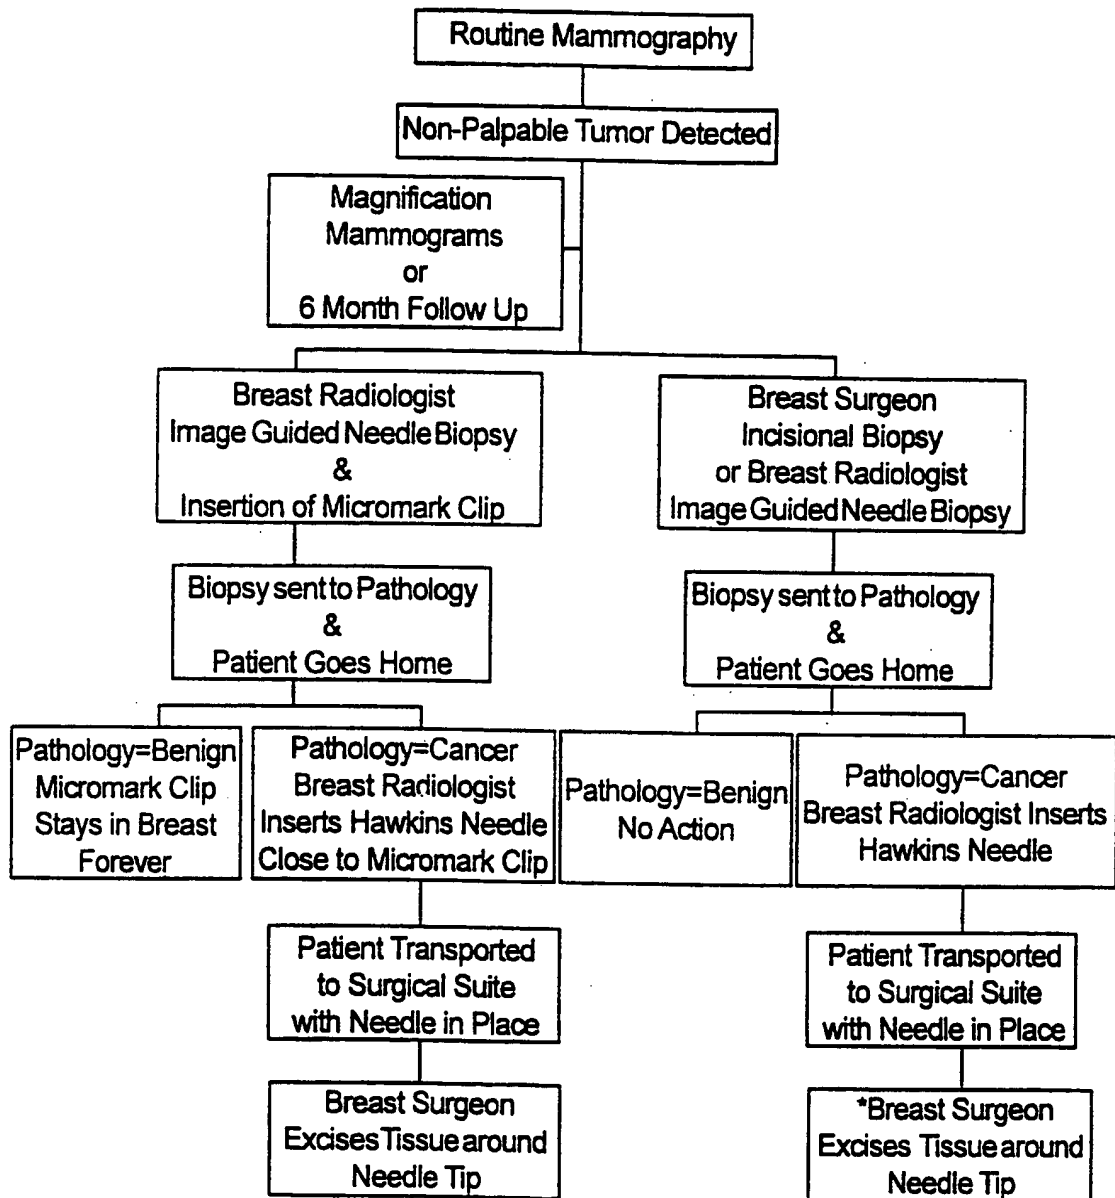 Routine Mammography
Non-Palpable Tumor Detected
Magnification
Mammograms
or
6 Month Follow Up
Breast Radiologist
Image Guided Needle Biopsy
&
Insertion of Micromark Clip
Breast Surgeon
Incisional Biopsy
or Breast Radiologist
Image Guided Needle Biopsy
Biopsy sent to Pathology
&
Patient Goes Home
Biopsy sent to Pathology
&
Patient Goes Home
Pathology=Benign
Micromark Clip
Stays in Breast
Forever
Pathology=Cancer
Breast Radiologist
Inserts Hawkins Needle
Close to Micromark Clip
Pathology=Benign
No Action
Pathology=Cancer
Breast Radiologist Inserts
Hawkins Needle
Patient Transported
to Surgical Suite
with Needle in Place
Patient Transported
to Surgical Suite
with Needle in Place
Breast Surgeon
Excises Tissue around
Needle Tip
*Breast Surgeon
Excises Tissue around
Needle Tip